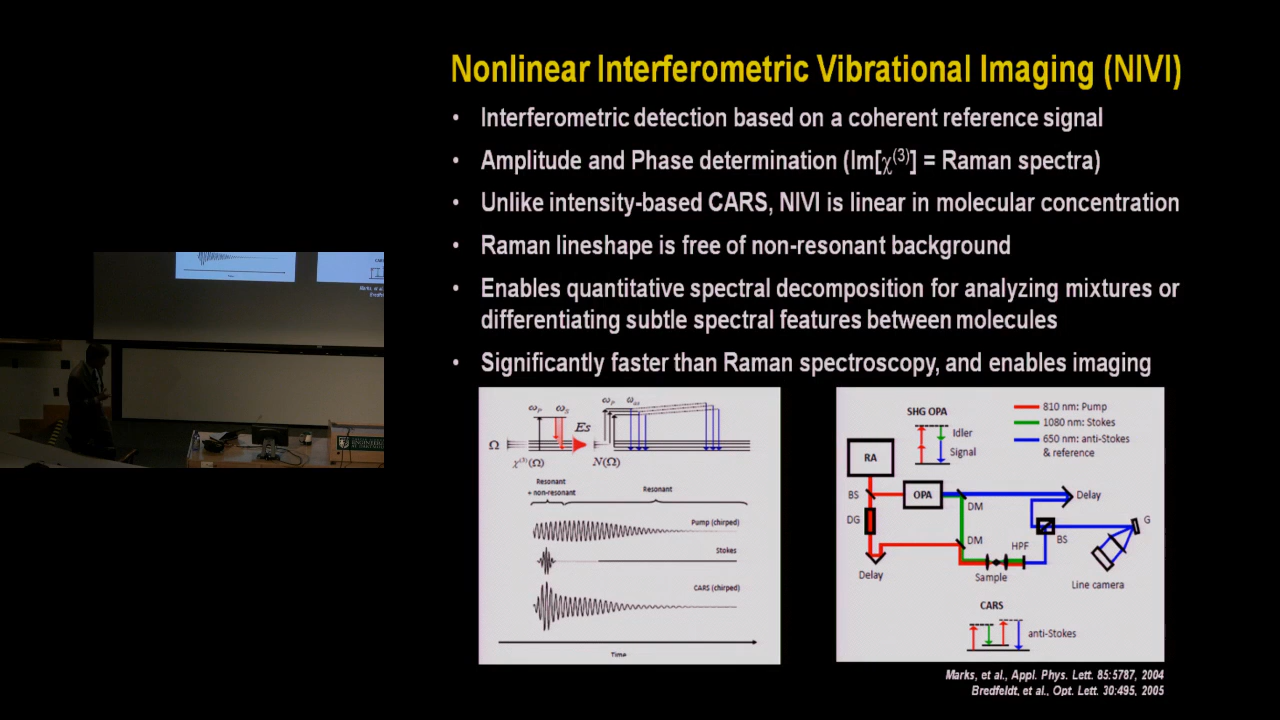 Nonlinear Interferometric Vibrational Imaging (NIVI)
• Interferometric detection based on a coherent reference signal
• Amplitude and Phase determination (Im[χ(3)] = Raman spectra)
• Unlike intensity-based CARS, NIVI is linear in molecular concentration
• Raman lineshape is free of non-resonant background
• Enables quantitative spectral decomposition for analyzing mixtures or
differentiating subtle spectral features between molecules
• Significantly faster than Raman spectroscopy, and enables imaging
ωP ωS ωP ωas
Es
Ω
χ(3)(Ω) N(Ω)
Resonant
+ non-resonant
Resonant
Pump (chirped)
Stokes
CARS (chirped)
Time
SHG OPA
Idler
Signal
810 nm: Pump
1080 nm: Stokes
650 nm: anti-Stokes
& reference
RA
BS
OPA
DM
Delay
DG
DM
HPF
BS
G
Delay
Sample
Line camera
CARS
anti-Stokes
Marks, et al., Appl. Phys. Lett. 85:5787, 2004
Bredfeldt, et al., Opt. Lett. 30:495, 2005